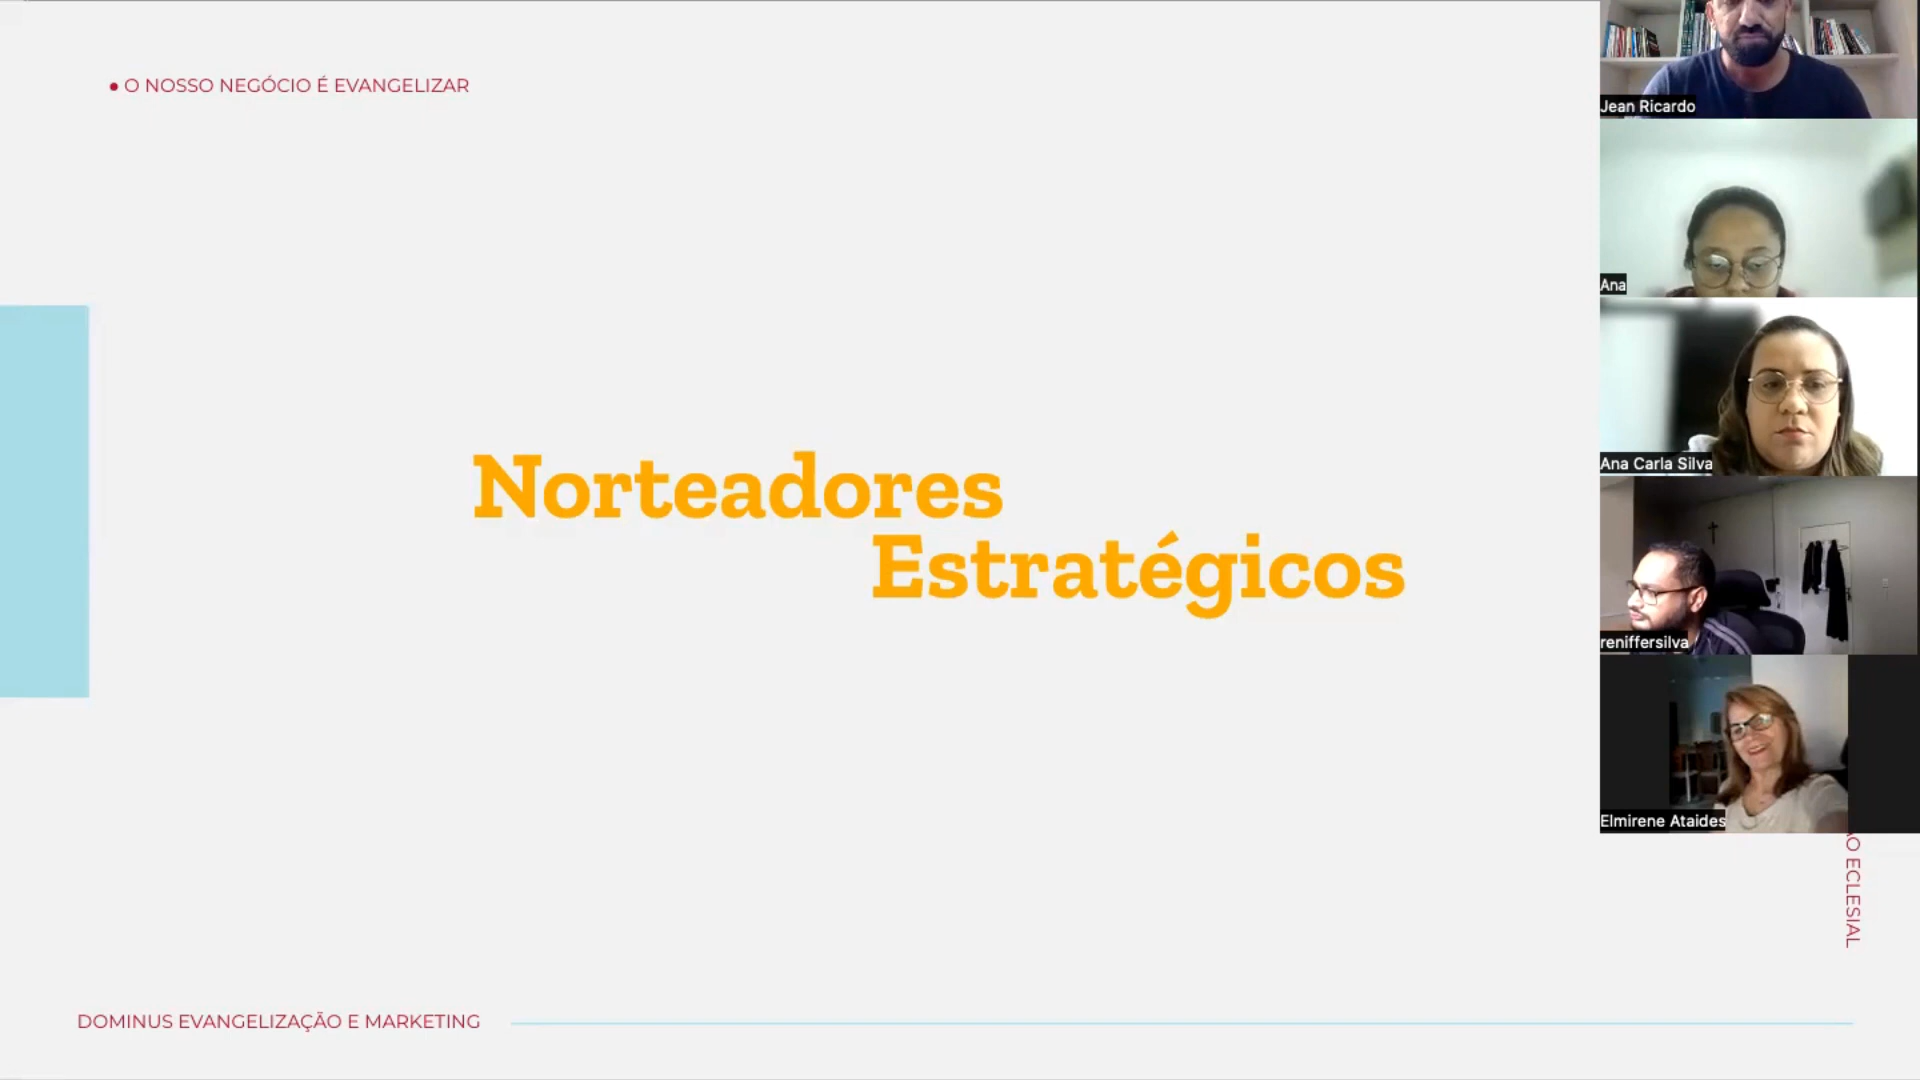 • O NOSSO NEGÓCIO É EVANGELIZAR
Norteadores
Estratégicos
DOMINUS EVANGELIZAÇÃO E MARKETING
ECLESIAL
Jean Ricardo
Ana
Ana Carla Silva
reniffersilva
Elmirene Ataides